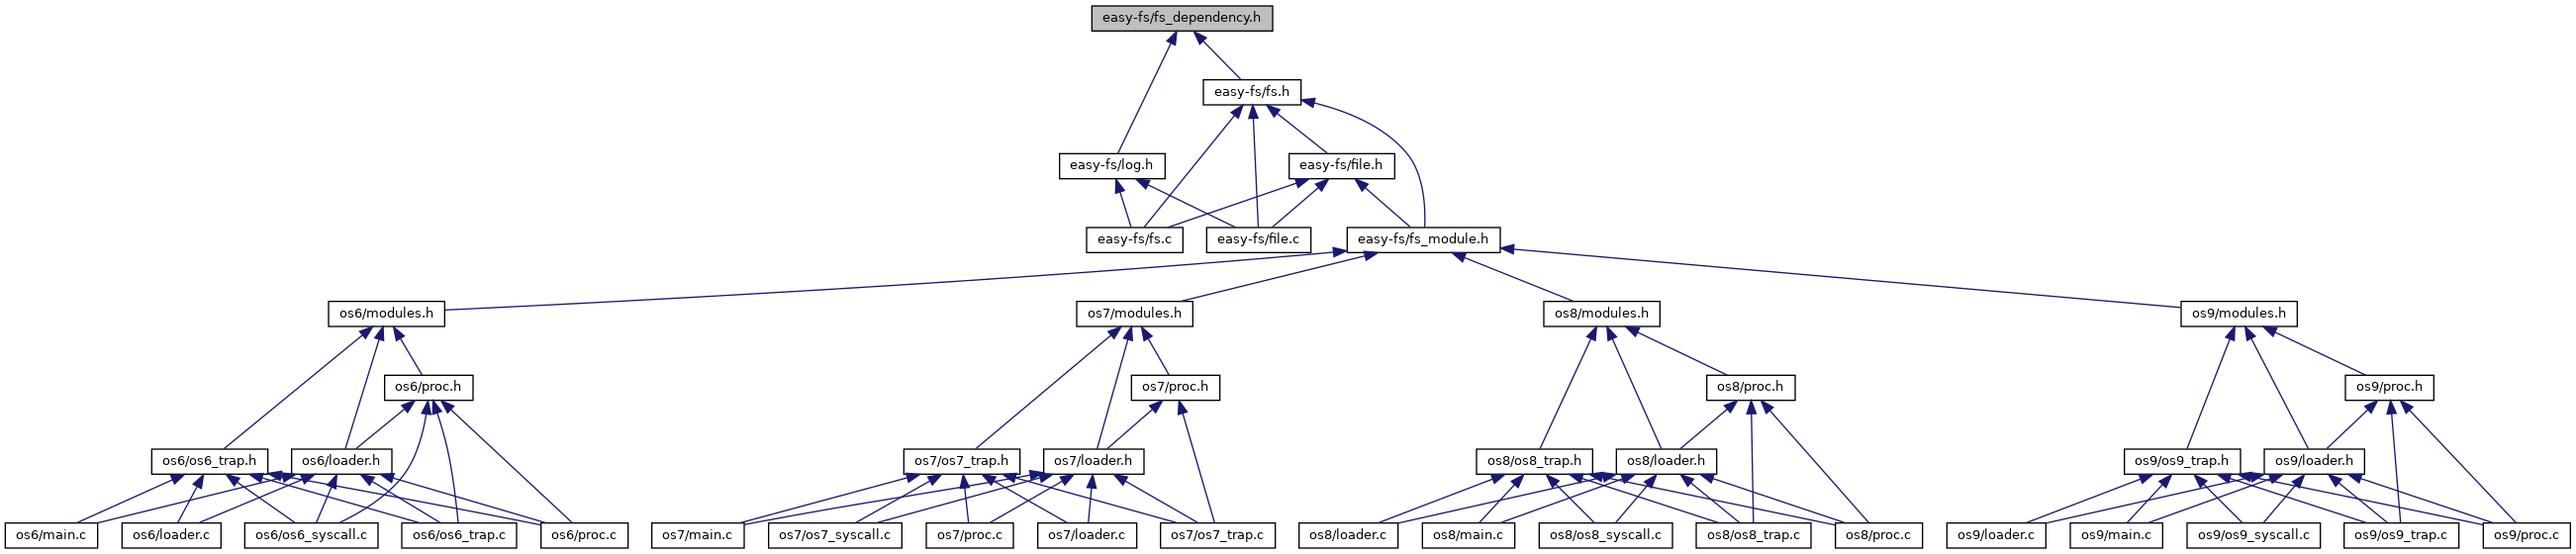 easy-fs/fs_dependency.h
easy-fs/fs.h
easy-fs/log.h
easy-fs/file.h
easy-fs/fs.c
easy-fs/file.c
easy-fs/fs_module.h
os6/modules.h
os7/modules.h
os8/modules.h
os9/modules.h
os6/proc.h
os7/proc.h
os8/proc.h
os9/proc.h
os6/os6_trap.h
os6/loader.h
os7/os7_trap.h
os7/loader.h
os8/os8_trap.h
os8/loader.h
os9/os9_trap.h
os9/loader.h
os6/main.c
os6/loader.c
os6/os6_syscall.c
os6/os6_trap.c
os6/proc.c
os7/main.c
os7/os7_syscall.c
os7/proc.c
os7/loader.c
os7/os7_trap.c
os8/loader.c
os8/main.c
os8/os8_syscall.c
os8/os8_trap.c
os8/proc.c
os9/loader.c
os9/main.c
os9/os9_syscall.c
os9/os9_trap.c
os9/proc.c